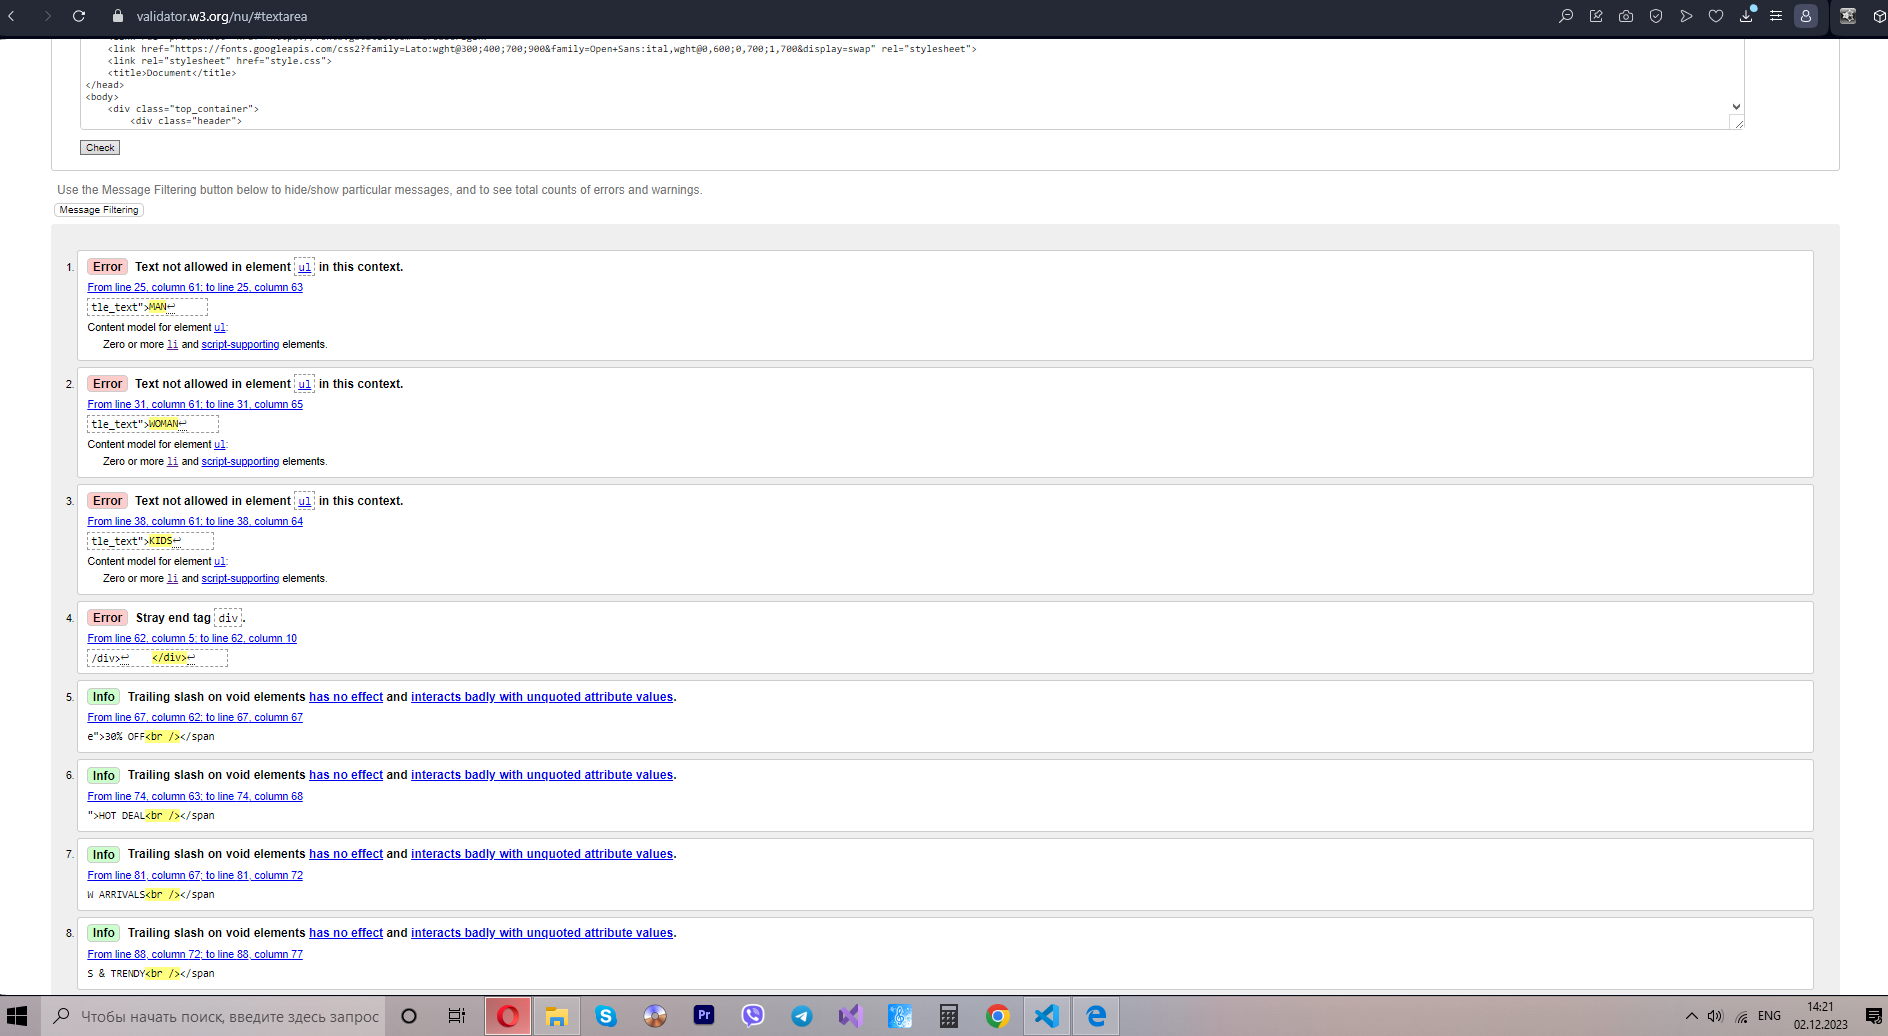 validator.w3.org/nu/#textarea
<link href="https://fonts.googleapis.com/css2?family=Lato:wght@300;400;700;900&family=Open+Sans:ital,wght@0,600;0,700;1,700&display=swap" rel="stylesheet">
<link rel="stylesheet" href="style.css">
<title>Document</title>
</head>
<body>
<div class="top_container">
<div class="header">
Check
Use the Message Filtering button below to hide/show particular messages, and to see total counts of errors and warnings.
Message Filtering
1. Error Text not allowed in element ul in this context.
From line 25, column 61; to line 25, column 63
tle_text">MAN↩
Content model for element ul:
Zero or more li and script-supporting elements.
2. Error Text not allowed in element ul in this context.
From line 31, column 61; to line 31, column 65
tle_text">WOMAN↩
Content model for element ul:
Zero or more li and script-supporting elements.
3. Error Text not allowed in element ul in this context.
From line 38, column 61; to line 38, column 64
tle_text">KIDS↩
Content model for element ul:
Zero or more li and script-supporting elements.
4. Error Stray end tag div.
From line 62, column 5; to line 62, column 10
/div>↩ </div>↩
5. Info Trailing slash on void elements has no effect and interacts badly with unquoted attribute values.
From line 67, column 62; to line 67, column 67
e">30% OFF<br /></span
6. Info Trailing slash on void elements has no effect and interacts badly with unquoted attribute values.
From line 74, column 63; to line 74, column 68
">HOT DEAL<br /></span
7. Info Trailing slash on void elements has no effect and interacts badly with unquoted attribute values.
From line 81, column 67; to line 81, column 72
W ARRIVALS<br /></span
8. Info Trailing slash on void elements has no effect and interacts badly with unquoted attribute values.
From line 88, column 72; to line 88, column 77
S & TRENDY<br /></span
Чтобы начать поиск, введите здесь запрос
Pr
ENG
14:21
02.12.2023